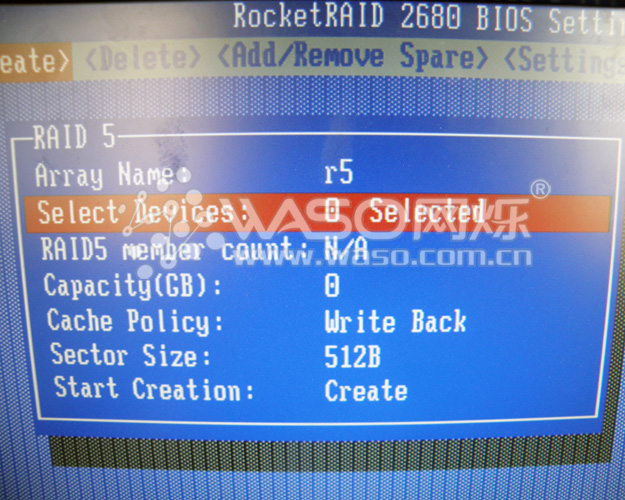 RocketRAID 2680 BIOS Settin
eate> <Delete> <Add/Remove Spare> <Settings
RAID 5
Array Name: r5
Select Devices: 0 Selected
RAID5 member count: N/A
Capacity(GB): 0
Cache Policy: Write Back
Sector Size: 512B
Start Creation: Create
WASO网烁®
www.waso.com.cn